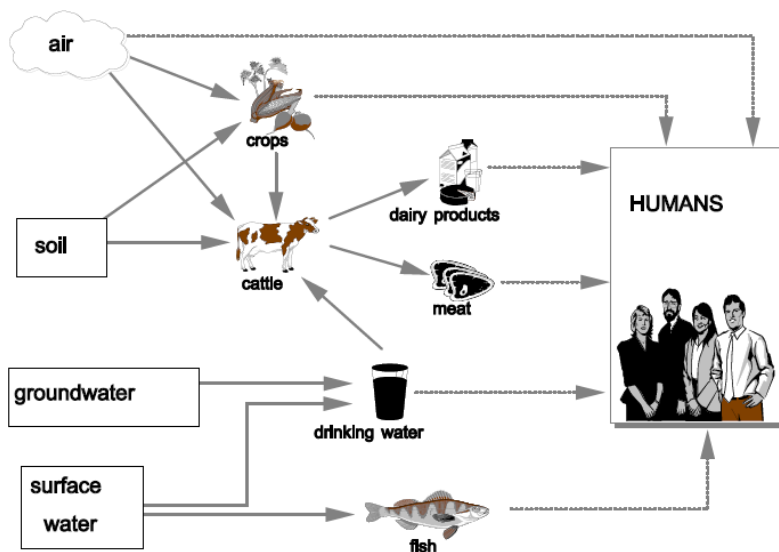 air
crops
dairy products
HUMANS
soil
cattle
meat
groundwater
drinking water
surface
water
fish